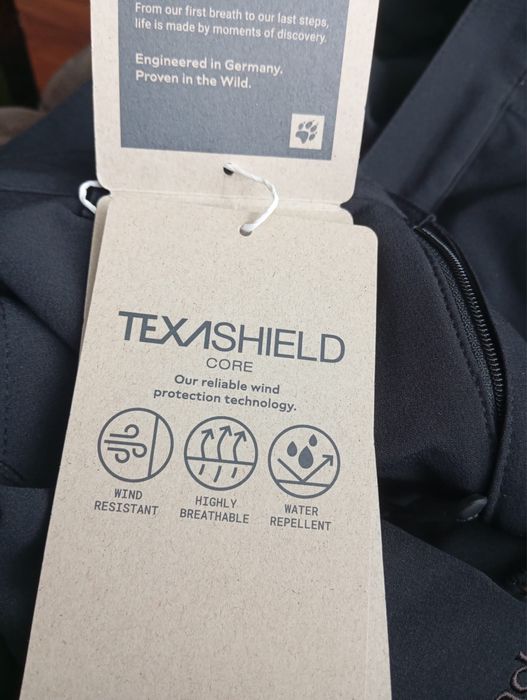 From our first breath to our last steps,
life is made by moments of discovery.
Engineered in Germany.
Proven in the Wild.
TEXASHIELD
CORE
Our reliable wind
protection technology.
WIND
RESISTANT
HIGHLY
BREATHABLE
WATER
REPELLENT